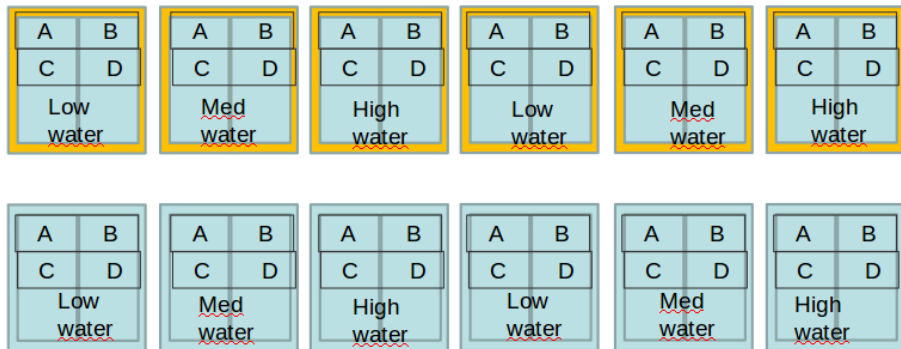 A B A B A B A B A B A B
C D C D C D C D C D C D
Low Med High Low Med High
water water water water water water
A B A B A B A B A B A B
C D C D C D C D C D C D
Low Med High Low Med High
water water water water water water